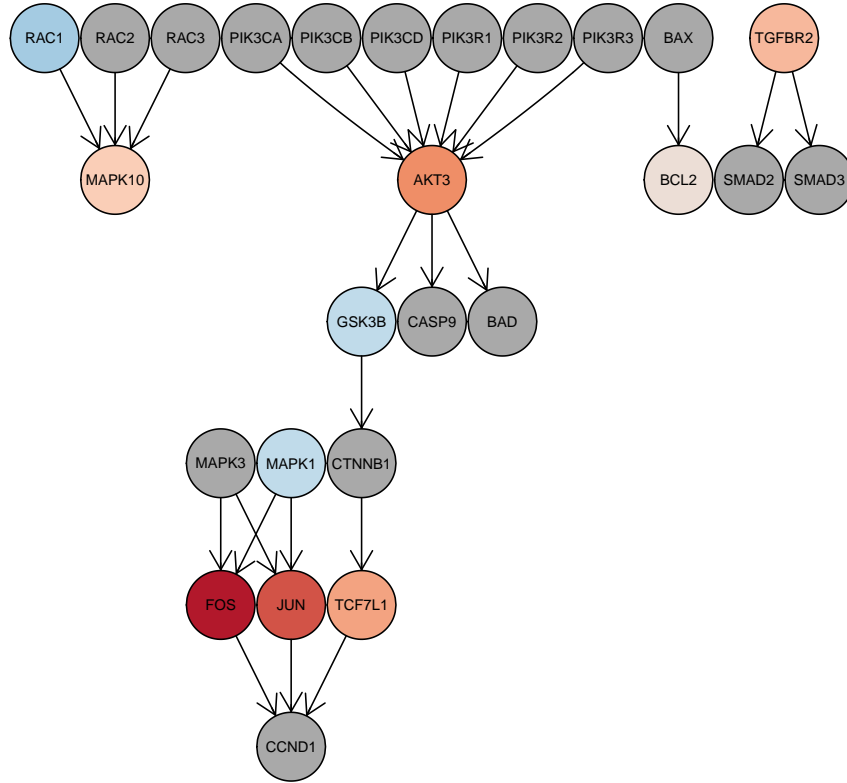 RAC1 RAC2 RAC3 PIK3CA PIK3CB PIK3CD PIK3R1 PIK3R2 PIK3R3 BAX TGFBR2
MAPK10 AKT3 BCL2 SMAD2 SMAD3
GSK3B CASP9 BAD
MAPK3 MAPK1 CTNNB1
FOS JUN TCF7L1
CCND1